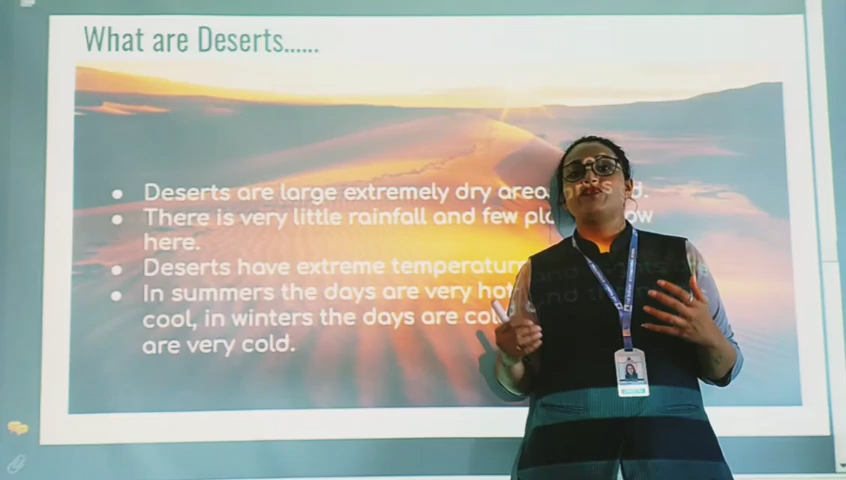 What are Deserts......
• Deserts are large extremely dry area
• There is very little rainfall and few pl ow
here.
• Deserts have extreme temperatur
• In summers the days are very hot
cool, in winters the days are col
are very cold.